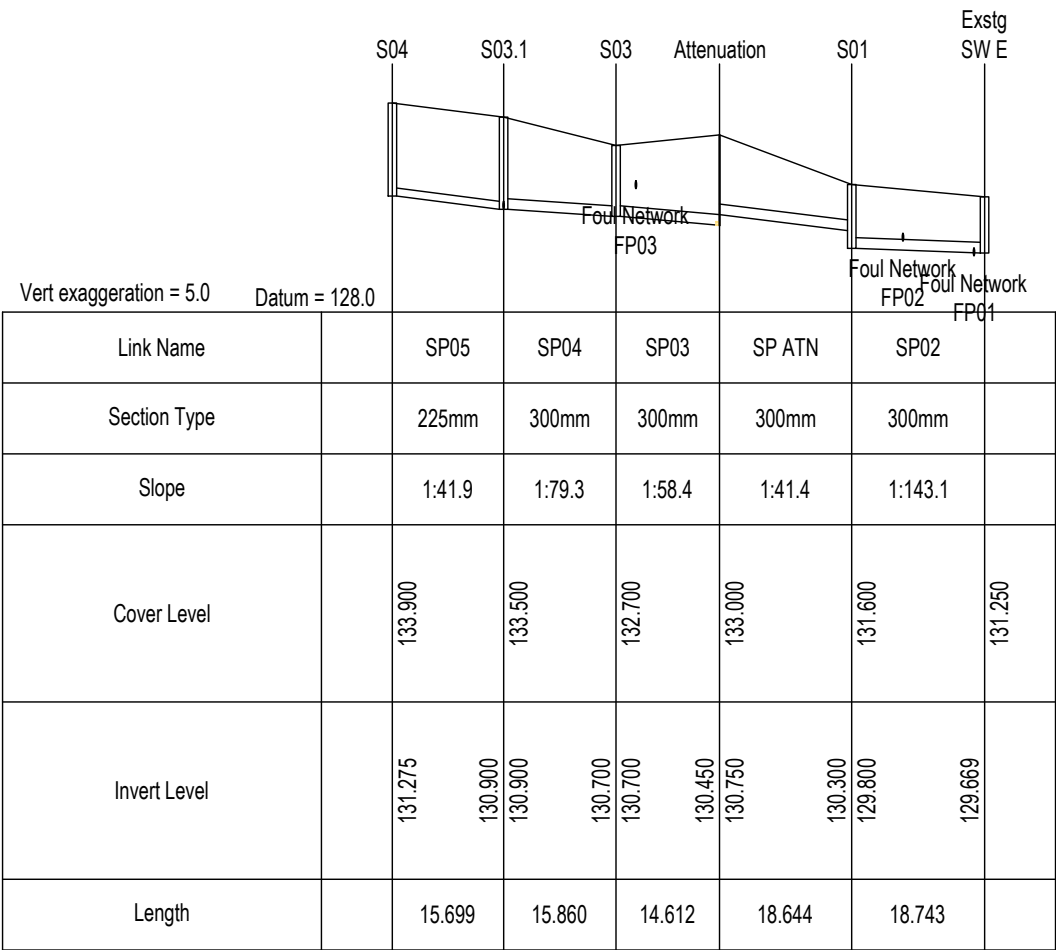 Exstg
S04 S03.1 S03 Attenuation S01 SW E
Foul Network
FP03
Foul Network
FP02
Foul Network
FP01
Vert exaggeration = 5.0 Datum = 128.0
Link Name SP05 SP04 SP03 SP ATN SP02
Section Type 225mm 300mm 300mm 300mm 300mm
Slope 1:41.9 1:79.3 1:58.4 1:41.4 1:143.1
Cover Level 133.900 133.500 132.700 133.000 131.600 131.250
Invert Level 131.275 130.900 130.900 130.700 130.700 130.450 130.750 130.300 129.800 129.669
Length 15.699 15.860 14.612 18.644 18.743